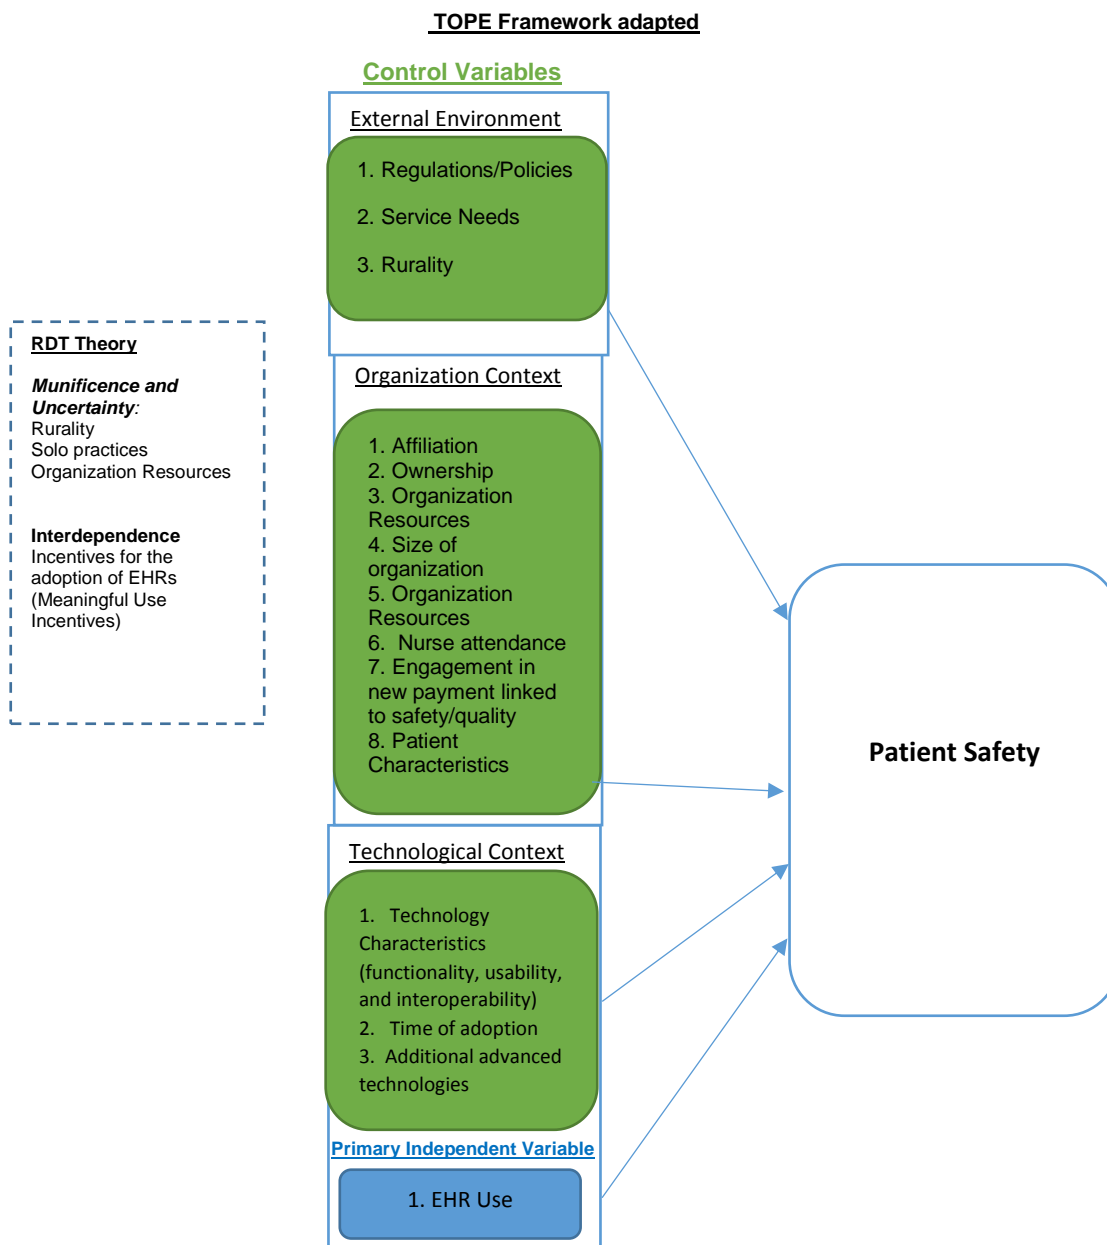 TOPE Framework adapted
Control Variables
External Environment
1. Regulations/Policies
2. Service Needs
3. Rurality
RDT Theory
Munificence and
Uncertainty:
Rurality
Solo practices
Organization Resources
Interdependence
Incentives for the
adoption of EHRs
(Meaningful Use
Incentives)
Organization Context
1. Affiliation
2. Ownership
3. Organization
Resources
4. Size of
organization
5. Organization
Resources
6. Nurse attendance
7. Engagement in
new payment linked
to safety/quality
8. Patient
Characteristics
Technological Context
1. Technology
Characteristics
(functionality, usability,
and interoperability)
2. Time of adoption
3. Additional advanced
technologies
Primary Independent Variable
1. EHR Use
Patient Safety